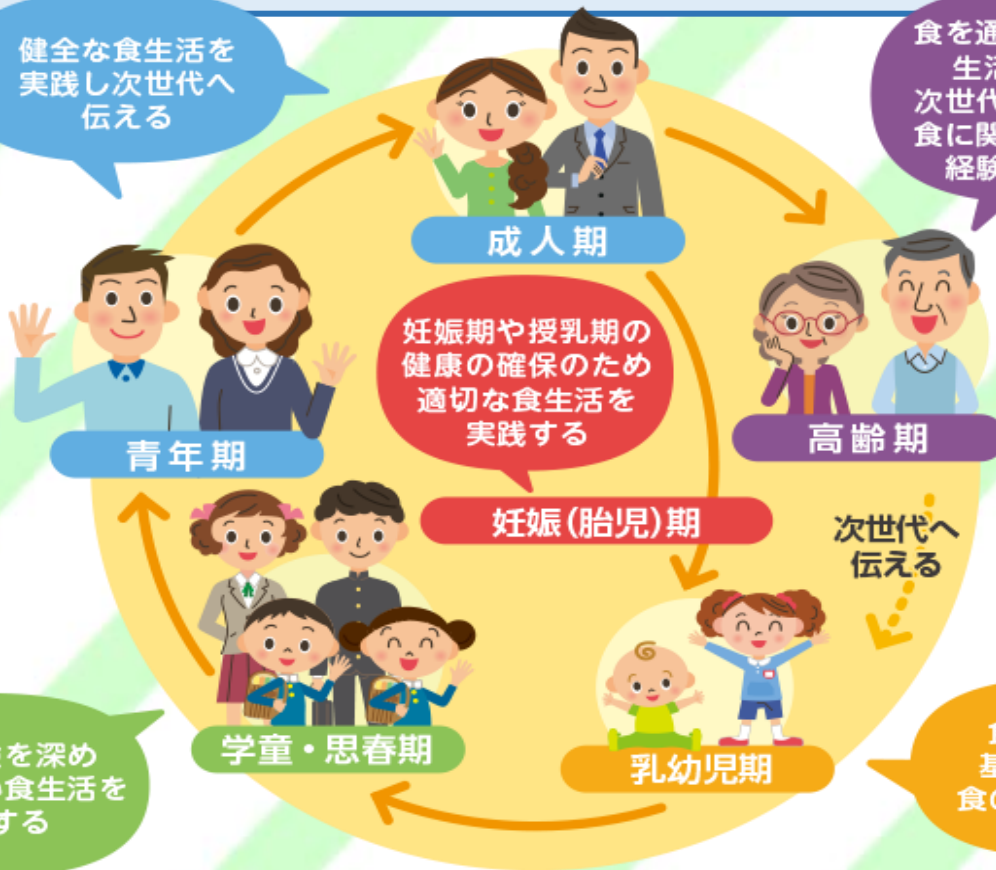 健全な食生活を
実践し次世代へ
伝える
食を通
生活
次世代
食に関
経験
成人期
妊娠期や授乳期の
健康の確保のため
適切な食生活を
実践する
青年期
高齢期
妊娠(胎児)期
次世代へ
伝える
学童・思春期
乳幼児期
を深め
食生活を
する
基
食の